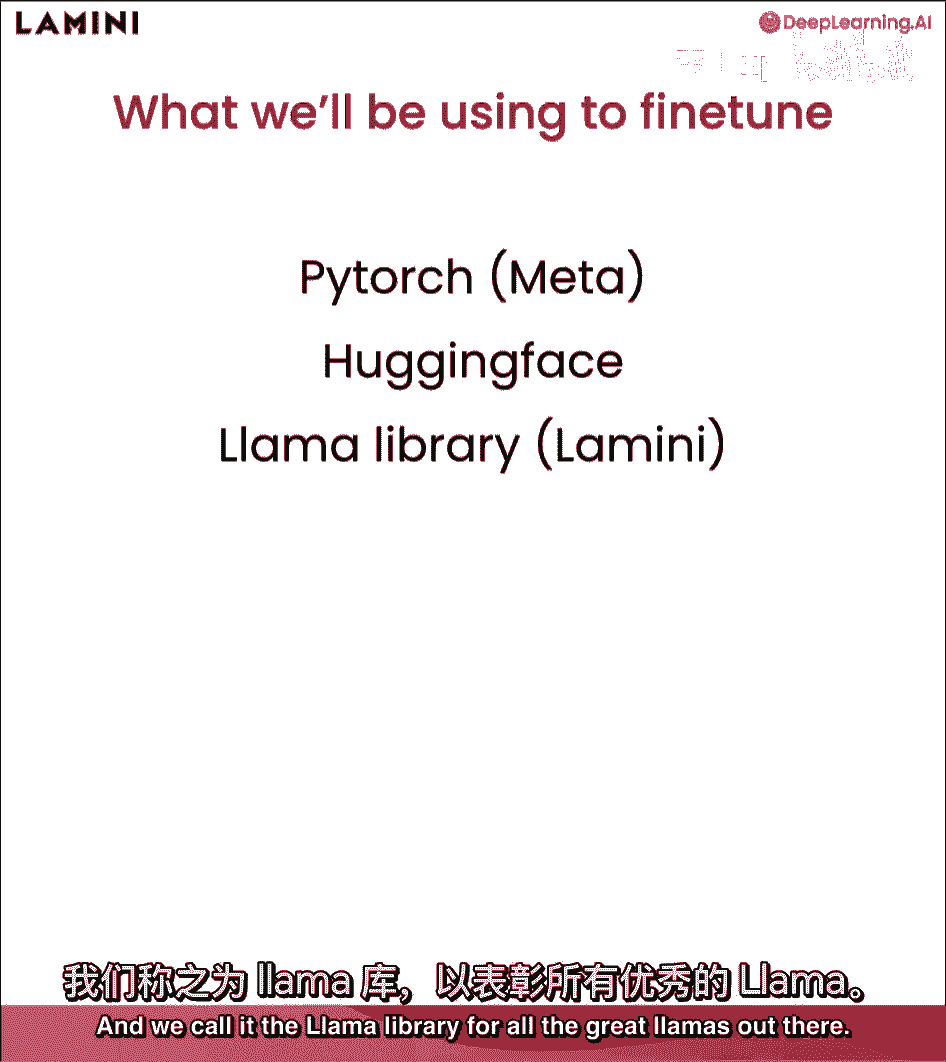 LAMINI
DeepLearning.AI
What we'll be using to finetune
Pytorch (Meta)
Huggingface
Llama library (Lamini)
我们称之为 llama 库，以表彰所有优秀的 Llama。
And we call it the Llama library for all the great llamas out there.